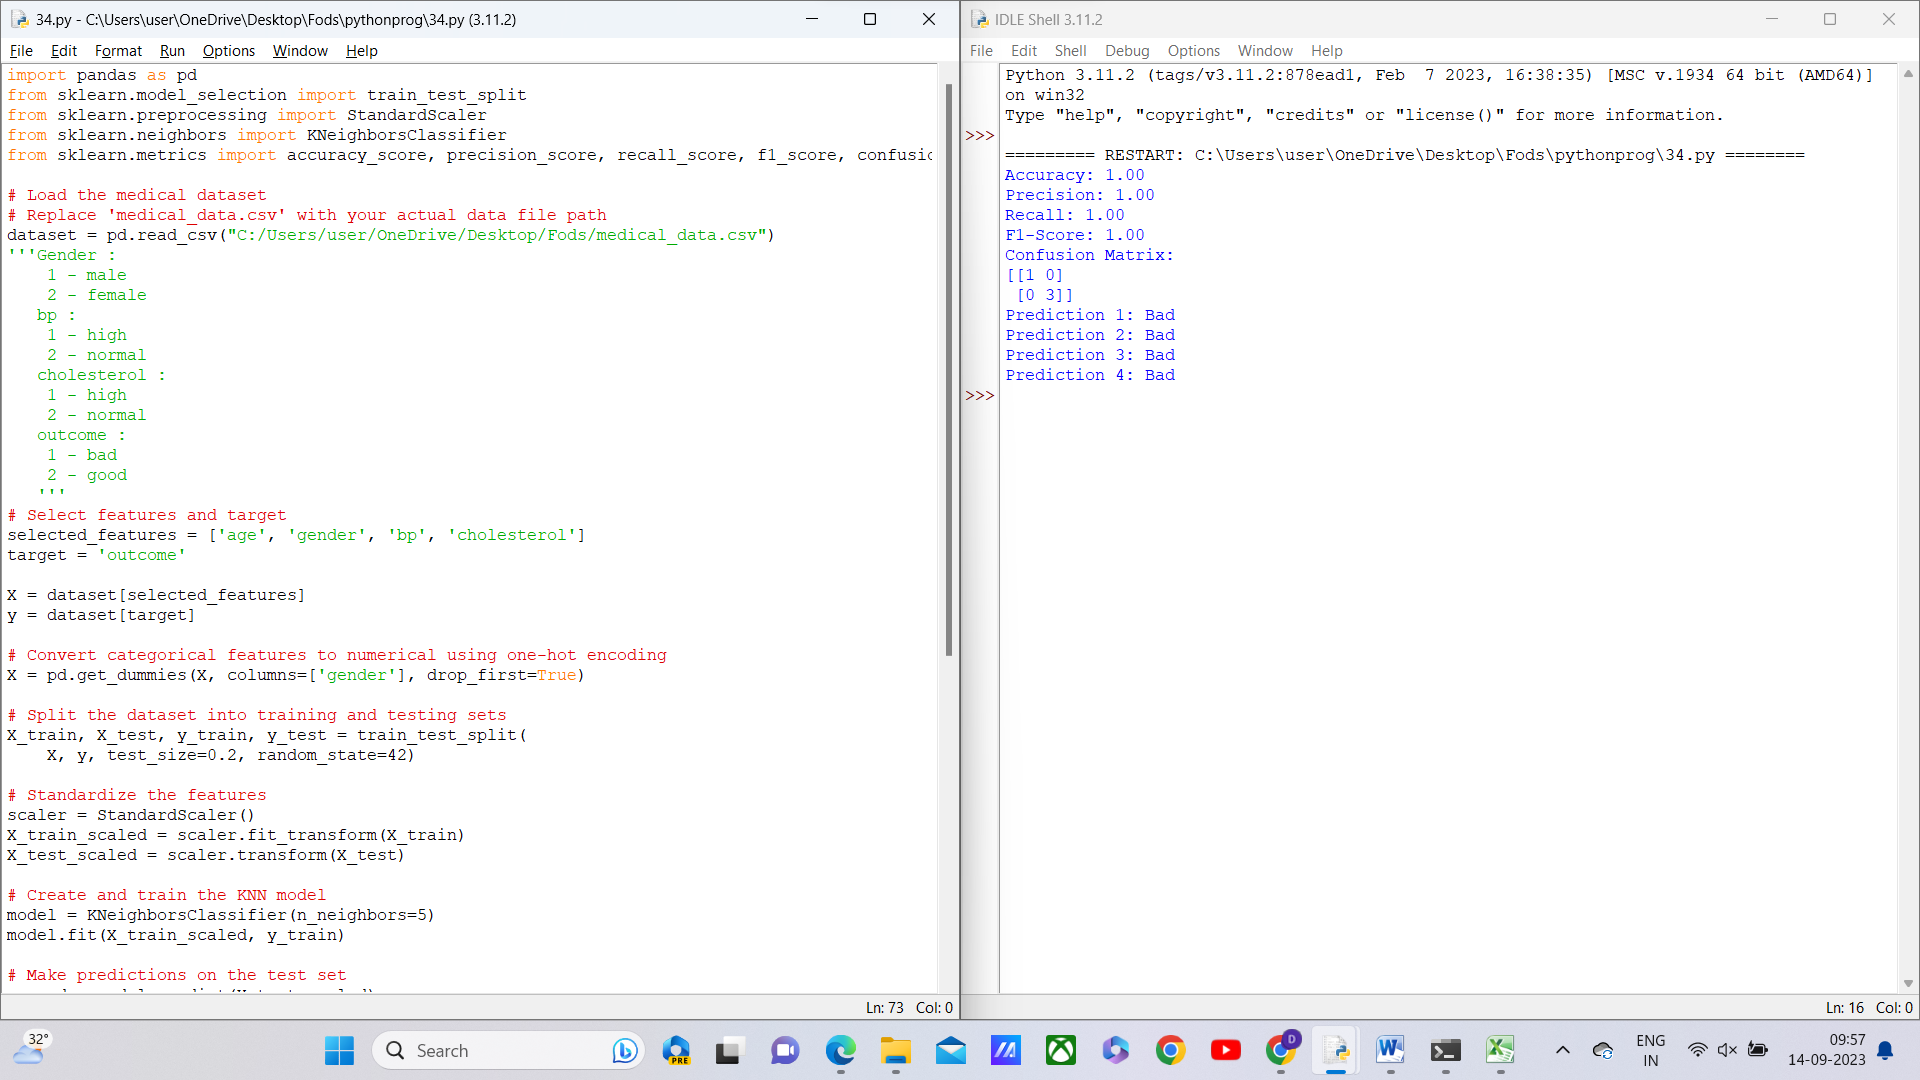 34.py - C:\Users\user\OneDrive\Desktop\Fods\pythonprog\34.py (3.11.2)
File Edit Format Run Options Window Help
import pandas as pd
from sklearn.model_selection import train_test_split
from sklearn.preprocessing import StandardScaler
from sklearn.neighbors import KNeighborsClassifier
from sklearn.metrics import accuracy_score, precision_score, recall_score, f1_score, confusic

# Load the medical dataset
# Replace 'medical_data.csv' with your actual data file path
dataset = pd.read_csv("C:/Users/user/OneDrive/Desktop/Fods/medical_data.csv")
'''Gender :
    1 - male
    2 - female
   bp :
    1 - high
    2 - normal
   cholesterol :
    1 - high
    2 - normal
   outcome :
    1 - bad
    2 - good
   '''
# Select features and target
selected_features = ['age', 'gender', 'bp', 'cholesterol']
target = 'outcome'

X = dataset[selected_features]
y = dataset[target]

# Convert categorical features to numerical using one-hot encoding
X = pd.get_dummies(X, columns=['gender'], drop_first=True)

# Split the dataset into training and testing sets
X_train, X_test, y_train, y_test = train_test_split(
    X, y, test_size=0.2, random_state=42)

# Standardize the features
scaler = StandardScaler()
X_train_scaled = scaler.fit_transform(X_train)
X_test_scaled = scaler.transform(X_test)

# Create and train the KNN model
model = KNeighborsClassifier(n_neighbors=5)
model.fit(X_train_scaled, y_train)

# Make predictions on the test set
Ln: 73 Col: 0
IDLE Shell 3.11.2
File Edit Shell Debug Options Window Help
Python 3.11.2 (tags/v3.11.2:878ead1, Feb  7 2023, 16:38:35) [MSC v.1934 64 bit (AMD64)]
on win32
Type "help", "copyright", "credits" or "license()" for more information.
>>>
========= RESTART: C:\Users\user\OneDrive\Desktop\Fods\pythonprog\34.py ========
Accuracy: 1.00
Precision: 1.00
Recall: 1.00
F1-Score: 1.00
Confusion Matrix:
[[1 0]
 [0 3]]
Prediction 1: Bad
Prediction 2: Bad
Prediction 3: Bad
Prediction 4: Bad
>>>
Ln: 16 Col: 0
32°
Search
PRE
D
ENG
IN
09:57
14-09-2023